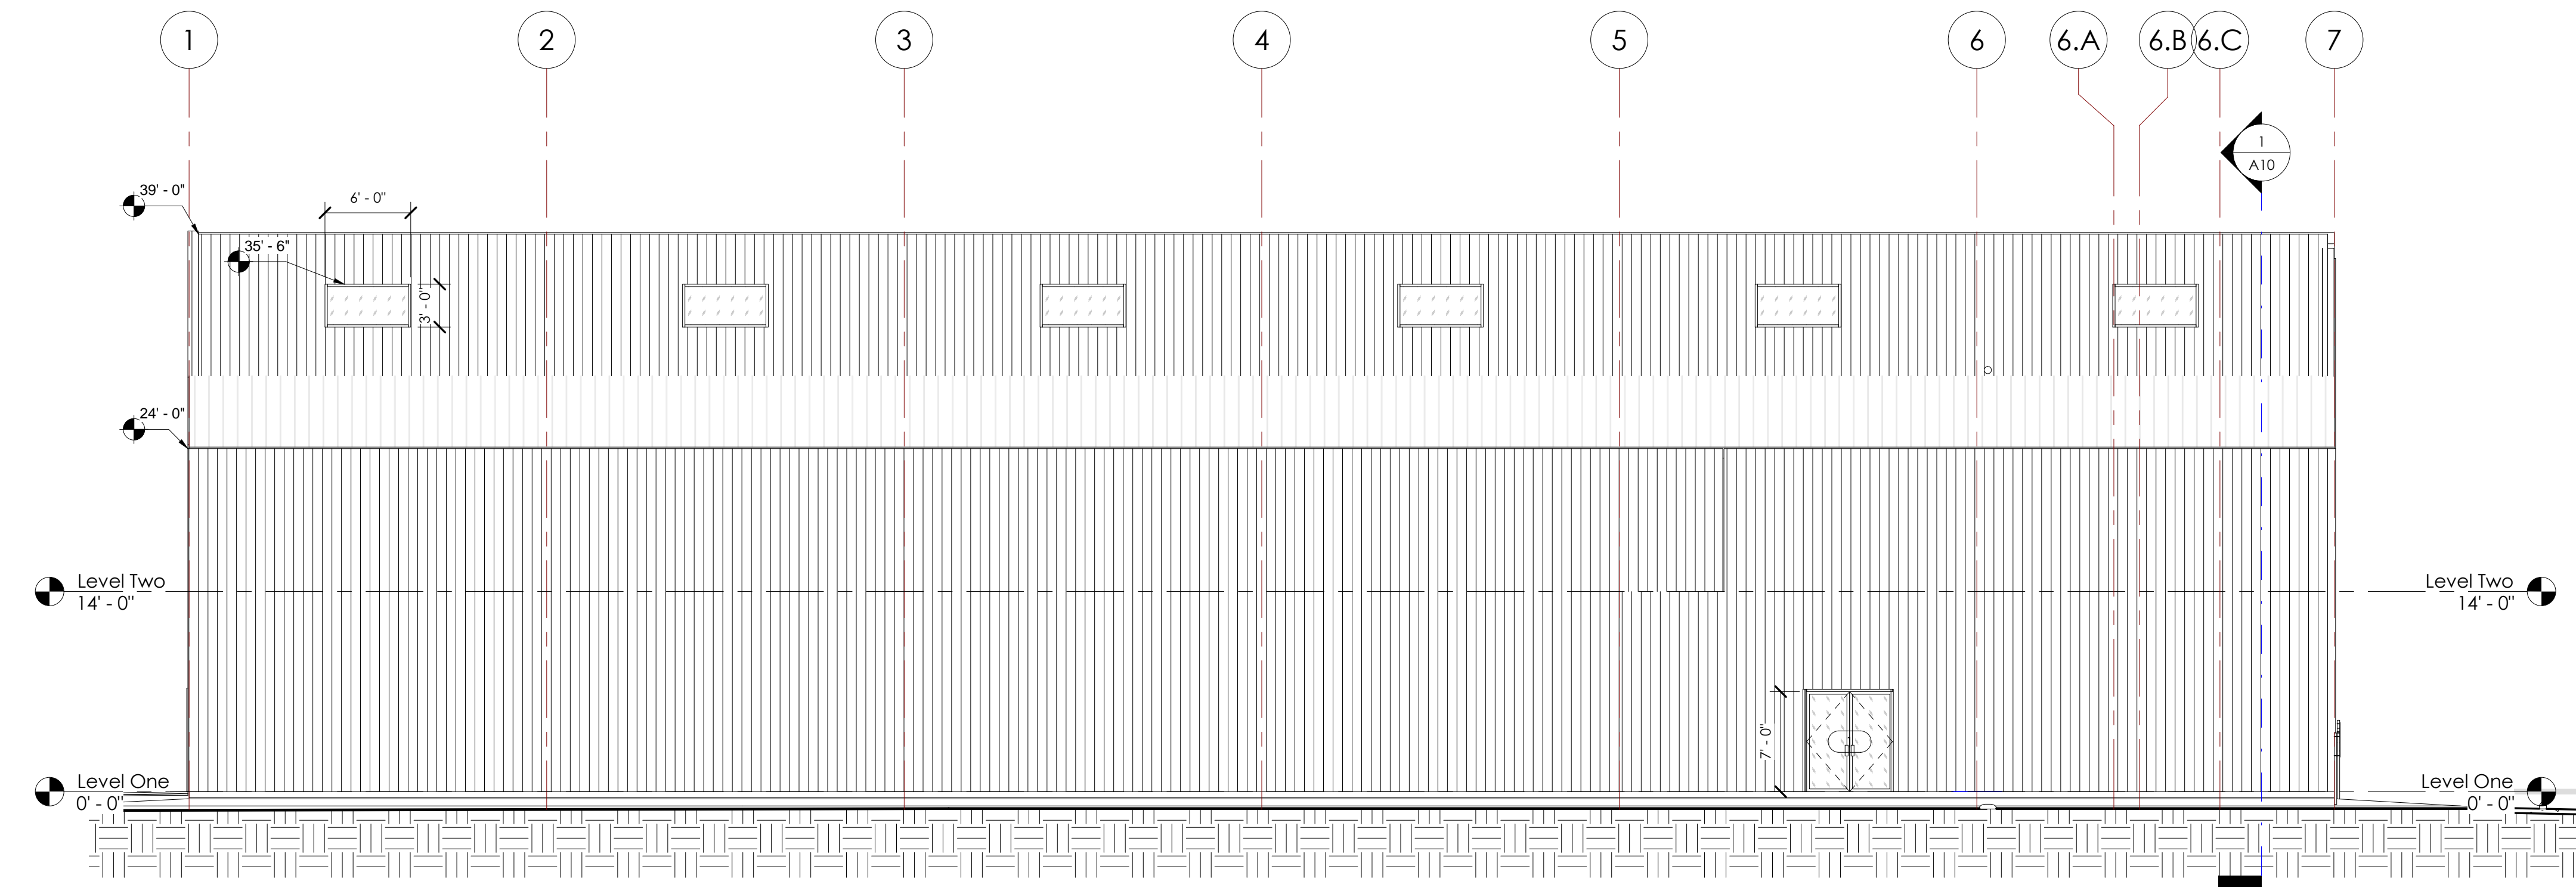 1
2
3
4
5
6
6.A
6.B
6.C
7
1
A10
39' - 0"
6' - 0"
35' - 6"
3' - 0"
24' - 0"
Level Two
14' - 0"
Level Two
14' - 0"
7' - 0"
Level One
0' - 0"
Level One
0' - 0"